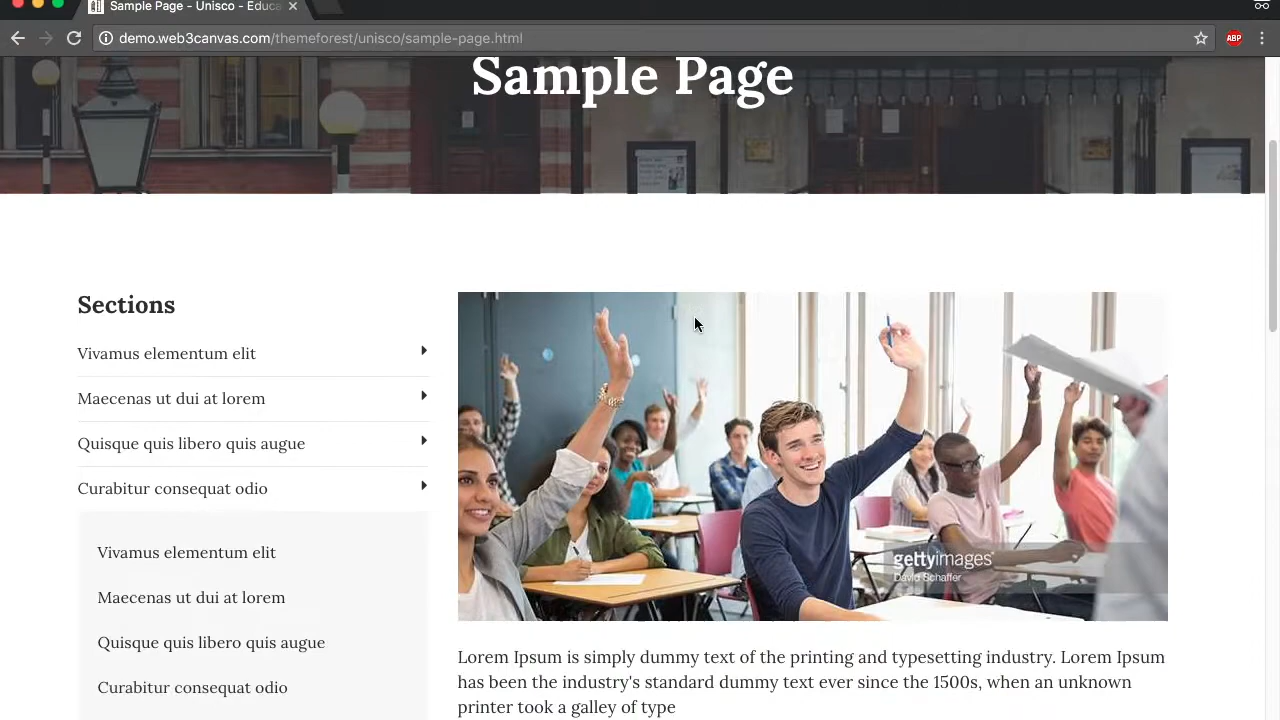 Sample Page - Unisco - Educa
demo.web3canvas.com/themeforest/unisco/sample-page.html
ABP
Sample Page
Sections
Vivamus elementum elit
Maecenas ut dui at lorem
Quisque quis libero quis augue
Curabitur consequat odio
Vivamus elementum elit
Maecenas ut dui at lorem
Quisque quis libero quis augue
Curabitur consequat odio
gettyimages®
David Schaffer
Lorem Ipsum is simply dummy text of the printing and typesetting industry. Lorem Ipsum
has been the industry's standard dummy text ever since the 1500s, when an unknown
printer took a galley of type